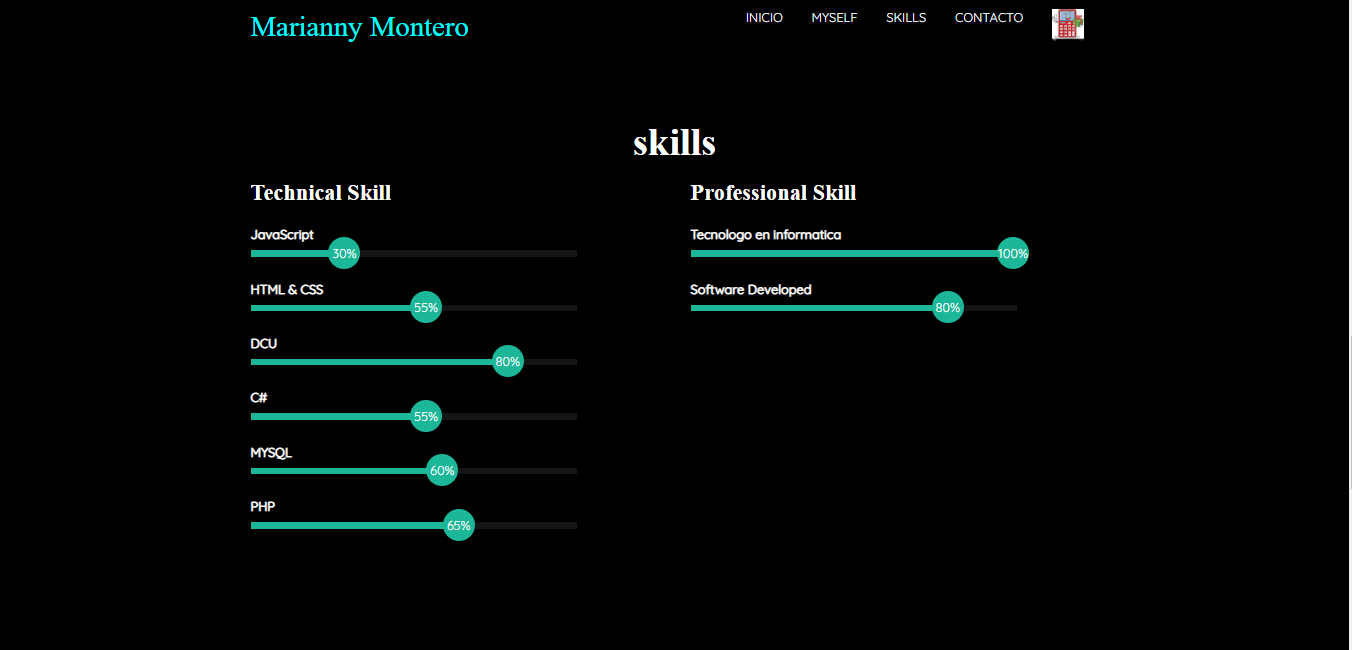 Marianny Montero
INICIO MYSELF SKILLS CONTACTO
skills
Technical Skill
JavaScript
30%
HTML & CSS
55%
DCU
80%
C#
55%
MYSQL
60%
PHP
65%
Professional Skill
Tecnologo en informatica
100%
Software Developed
80%